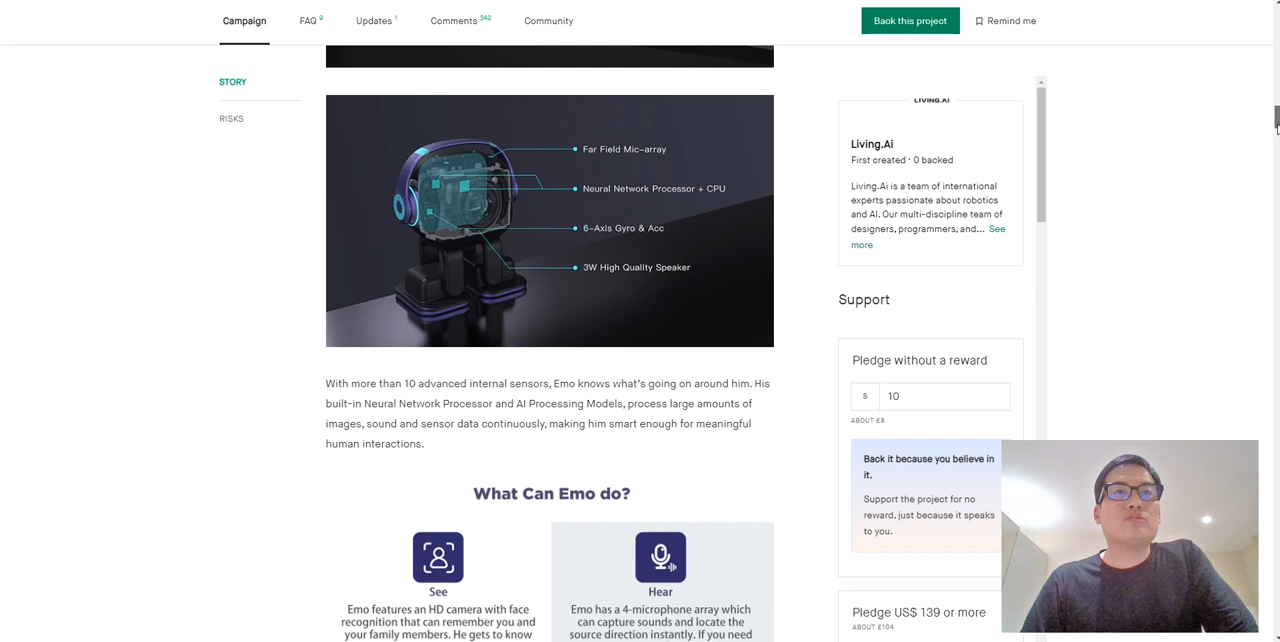 Campaign
FAQ 9
Updates 1
Comments 342
Community
Back this project
Remind me
STORY
RISKS
Far Field Mic-array
Neural Network Processor + CPU
6-Axis Gyro & Acc
3W High Quality Speaker
With more than 10 advanced internal sensors, Emo knows what's going on around him. His
built-in Neural Network Processor and AI Processing Models, process large amounts of
images, sound and sensor data continuously, making him smart enough for meaningful
human interactions.
What Can Emo do?
See
Emo features an HD camera with face
recognition that can remember you and
your family members. He gets to know
Hear
Emo has a 4-microphone array which
can capture sounds and locate the
source direction instantly. If you need
LIVING.AI
Living.Ai
First created · 0 backed
Living.Ai is a team of international
experts passionate about robotics
and AI. Our multi-discipline team of
designers, programmers, and... See
more
Support
Pledge without a reward
$ 10
ABOUT £8
Back it because you believe in
it.
Support the project for no
reward, just because it speaks
to you.
Pledge US$ 139 or more
ABOUT £104